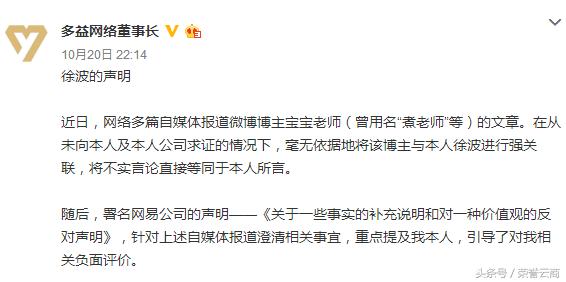 多益网络董事长
10月20日 22:14
徐波的声明
近日，网络多篇自媒体报道微博博主宝宝老师（曾用名“煮老师”等）的文章。在从
未向本人及本公司求证的情况下，毫无依据地将该博主与本人徐波进行强关
联，将不实言论直接等同于本人所言。
随后，署名网易公司的声明——《关于一些事实的补充说明和对一种价值观的反
对声明》，针对上述自媒体报道澄清相关事宜，重点提及我本人，引导了对我相
关负面评价。
头条号／荣誉云商